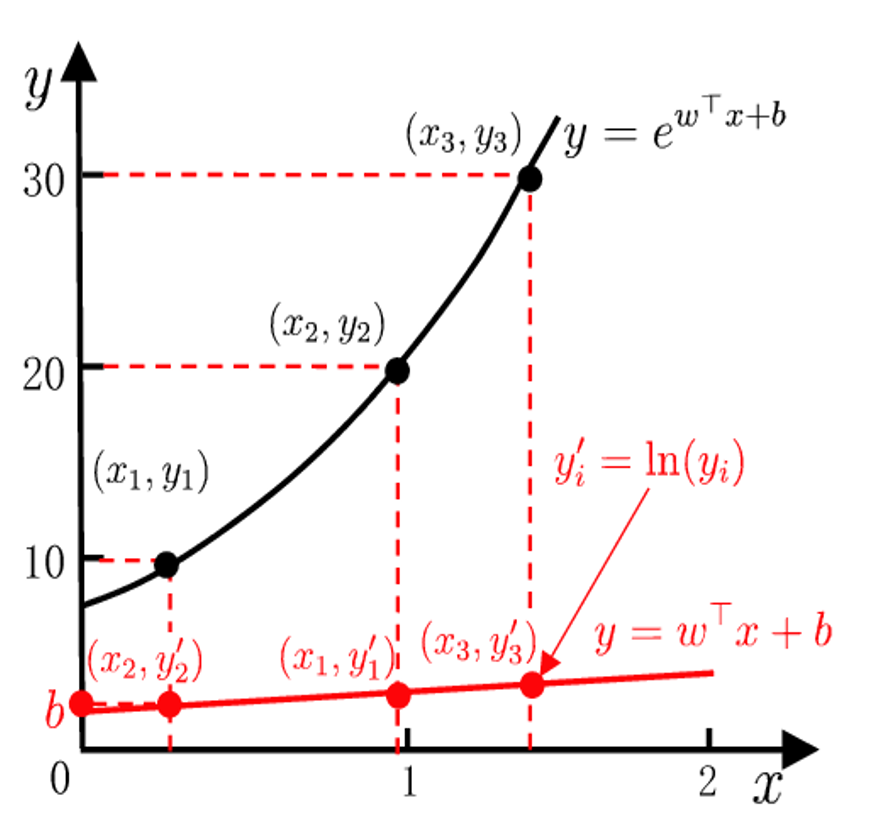 y
(x₃, y₃)
y = e^{w^⊤x+b}
30
(x₂, y₂)
20
(x₁, y₁)
y′ᵢ = ln(yᵢ)
10
(x₂, y′₂)
(x₁, y′₁)
(x₃, y′₃)
y = w^⊤x + b
b
0
1
2
x